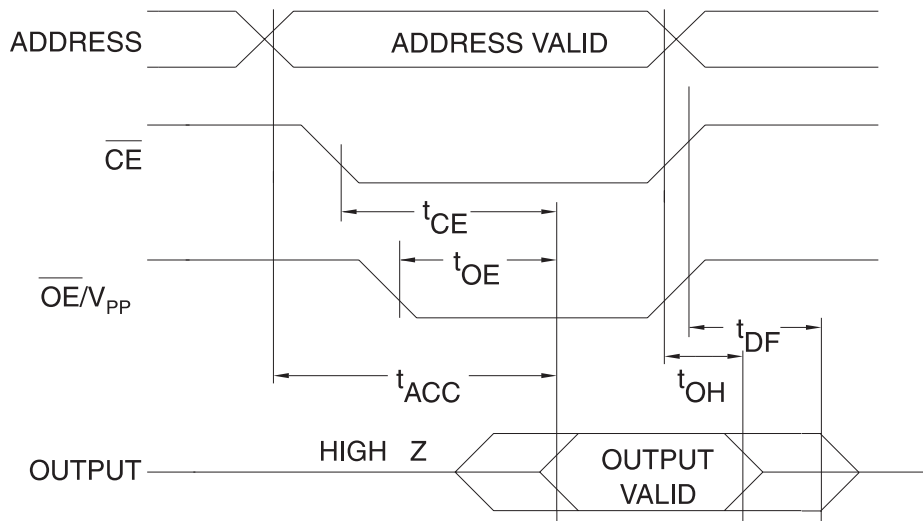 ADDRESS
ADDRESS VALID
CE
tCE
tOE
OE/VPP
tDF
tACC
tOH
HIGH Z
OUTPUT
OUTPUT
VALID